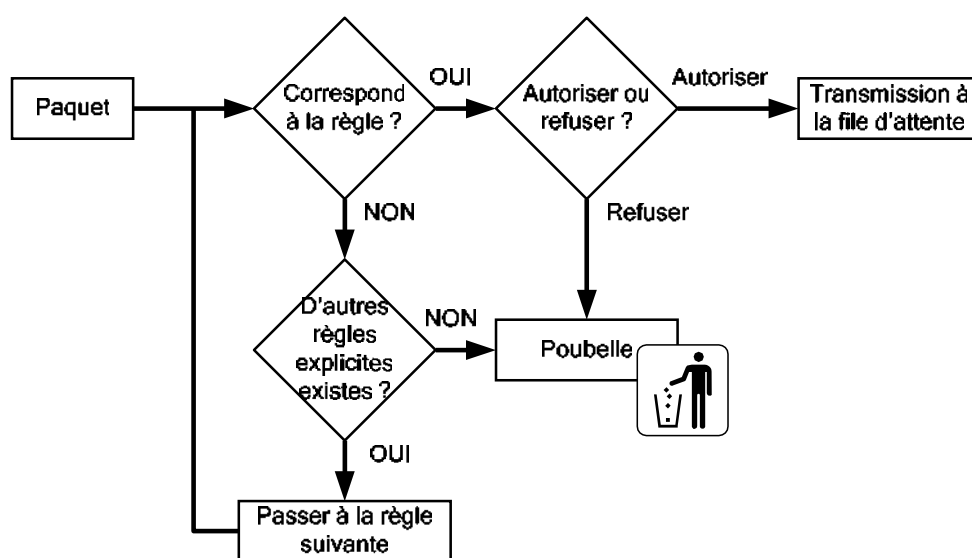 Paquet
Correspond
à la règle ?
OUI
Autoriser ou
refuser ?
Autoriser
Transmission à
la file d'attente
NON
Refuser
D'autres
règles
explicites
existes ?
NON
Poubelle
OUI
Passer à la règle
suivante